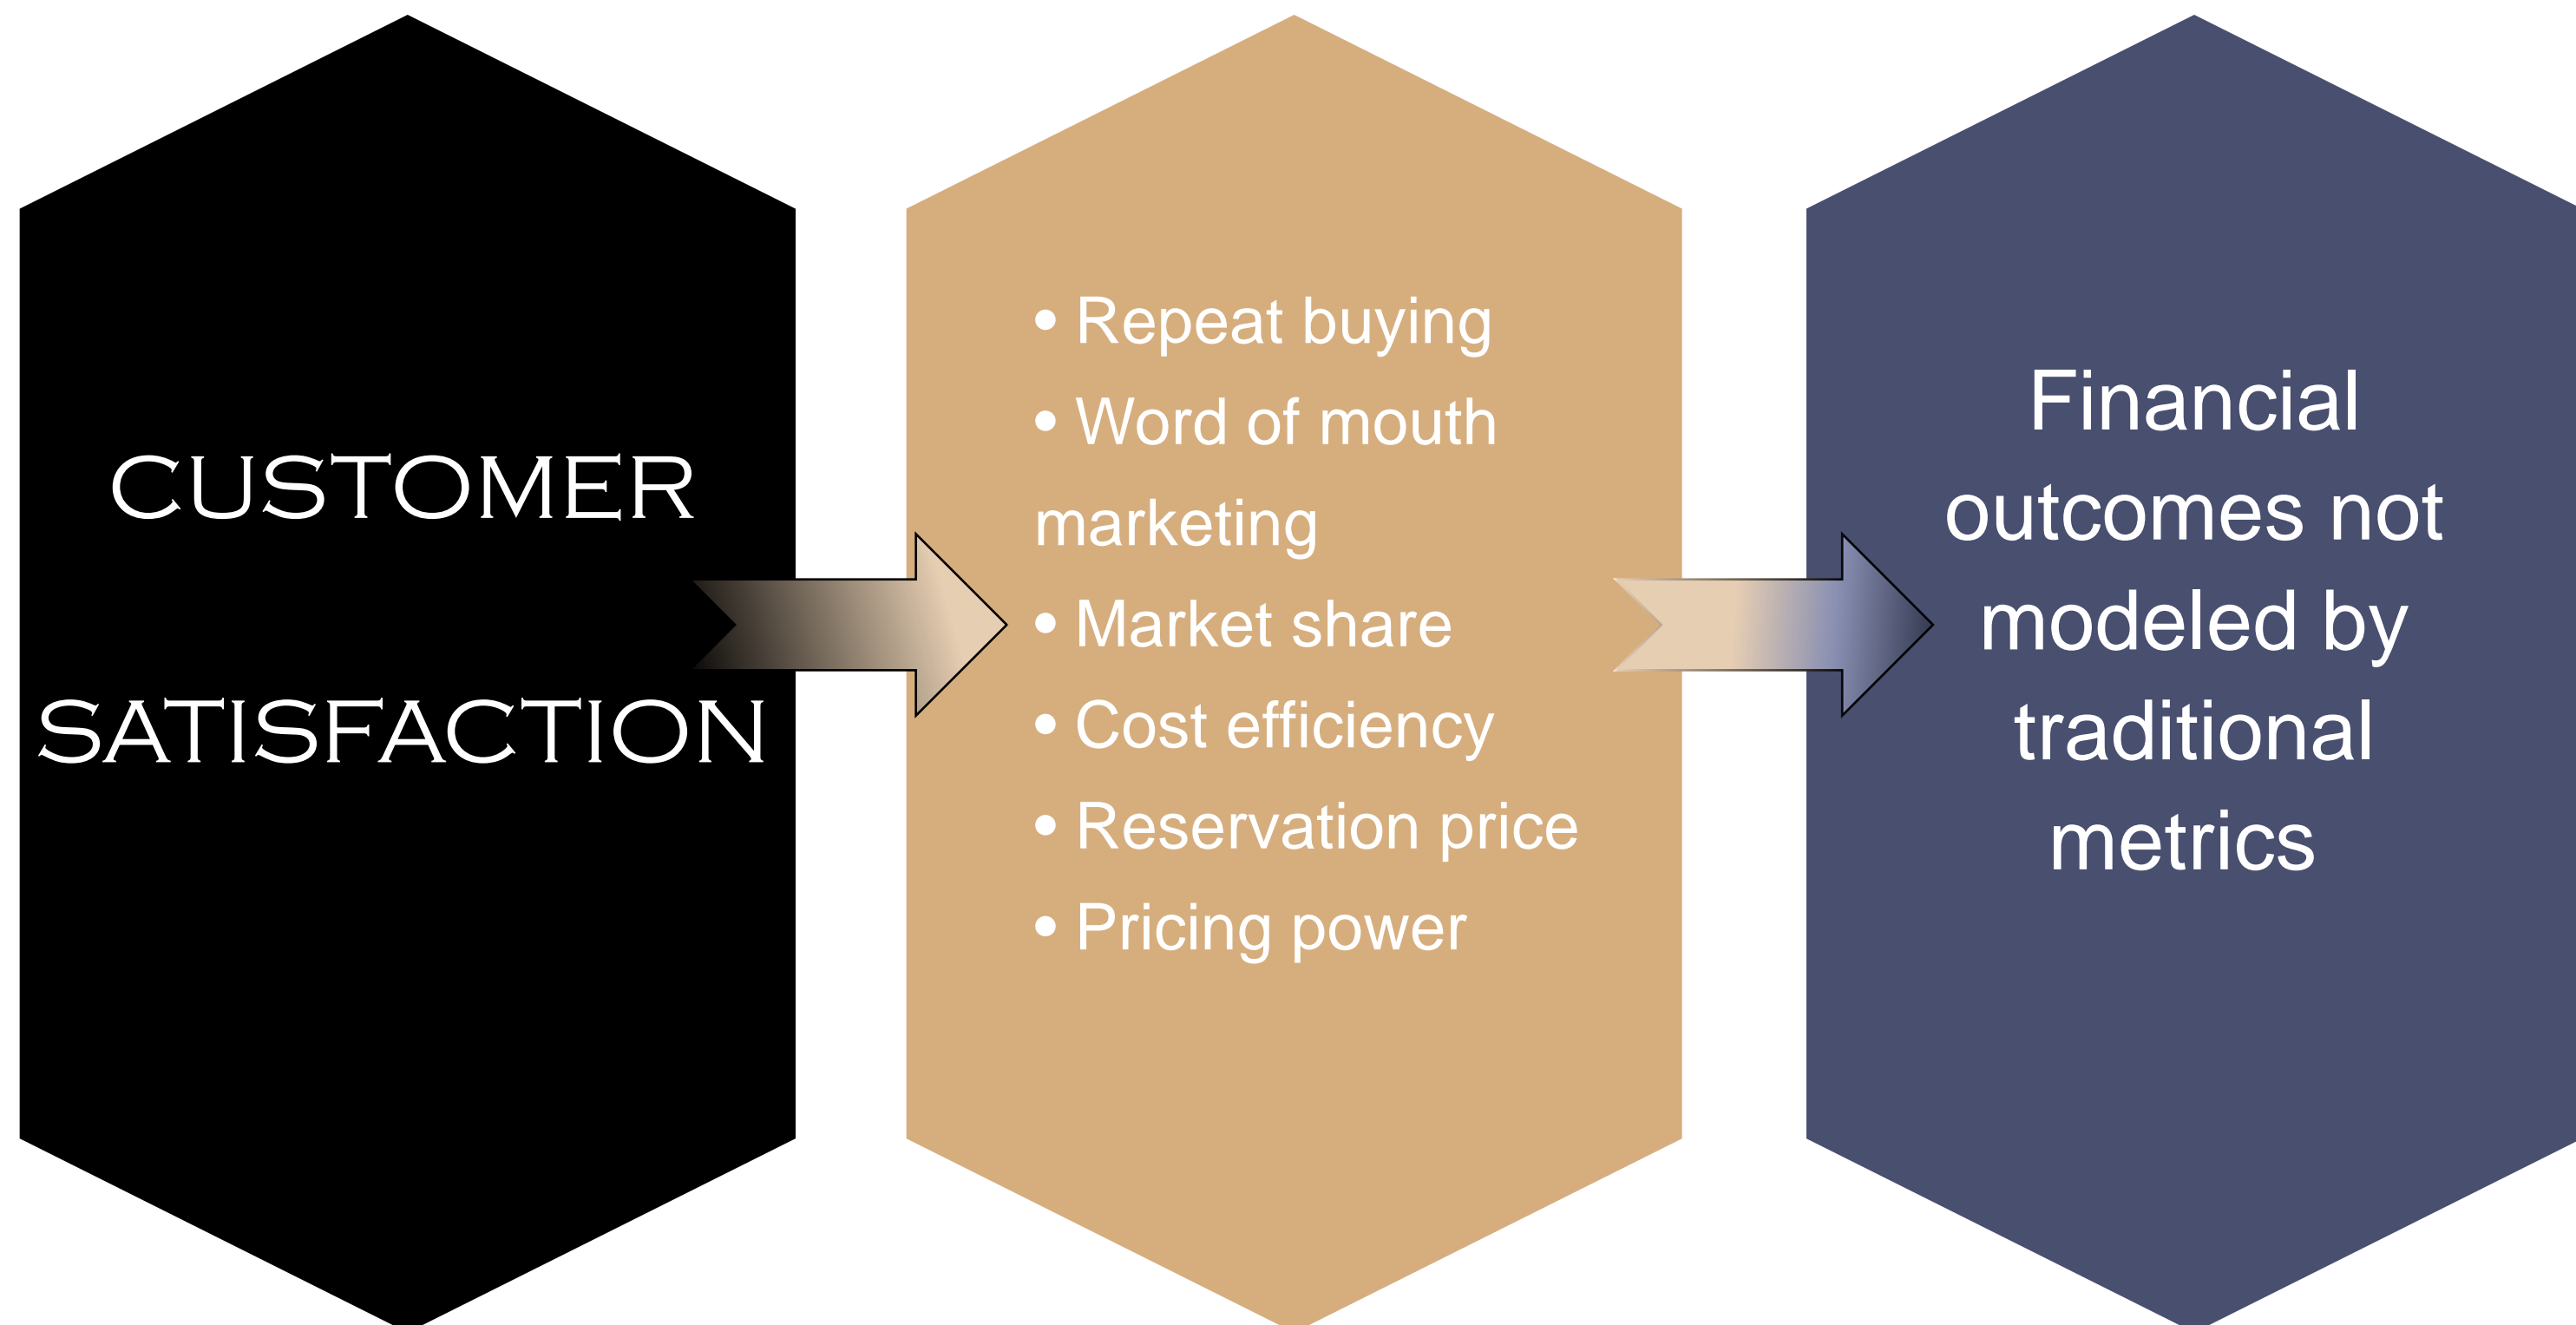 CUSTOMER
SATISFACTION
• Repeat buying
• Word of mouth
marketing
• Market share
• Cost efficiency
• Reservation price
• Pricing power
Financial
outcomes not
modeled by
traditional
metrics